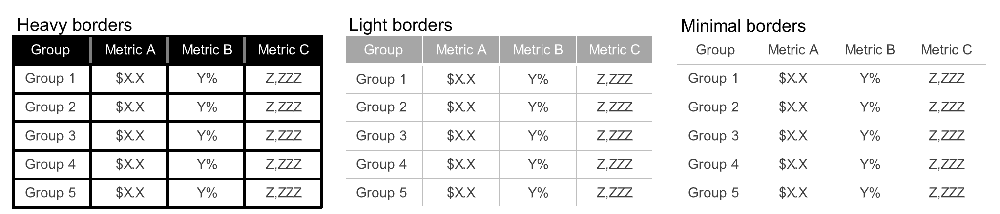 Heavy borders
Group Metric A Metric B Metric C
Group 1 $X.X Y% Z,ZZZ
Group 2 $X.X Y% Z,ZZZ
Group 3 $X.X Y% Z,ZZZ
Group 4 $X.X Y% Z,ZZZ
Group 5 $X.X Y% Z,ZZZ
Light borders
Group Metric A Metric B Metric C
Group 1 $X.X Y% Z,ZZZ
Group 2 $X.X Y% Z,ZZZ
Group 3 $X.X Y% Z,ZZZ
Group 4 $X.X Y% Z,ZZZ
Group 5 $X.X Y% Z,ZZZ
Minimal borders
Group Metric A Metric B Metric C
Group 1 $X.X Y% Z,ZZZ
Group 2 $X.X Y% Z,ZZZ
Group 3 $X.X Y% Z,ZZZ
Group 4 $X.X Y% Z,ZZZ
Group 5 $X.X Y% Z,ZZZ